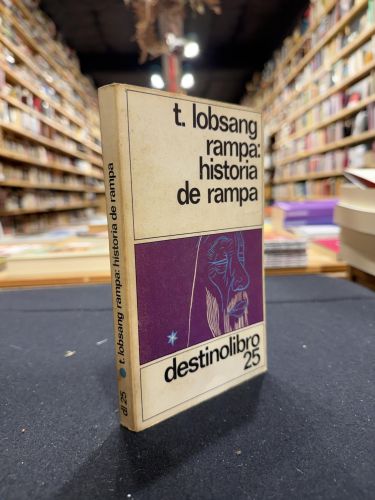 t. lobsang
rampa:
historia
de rampa
destinolibro
25
t. lobsang rampa: historia de rampa
dl 25